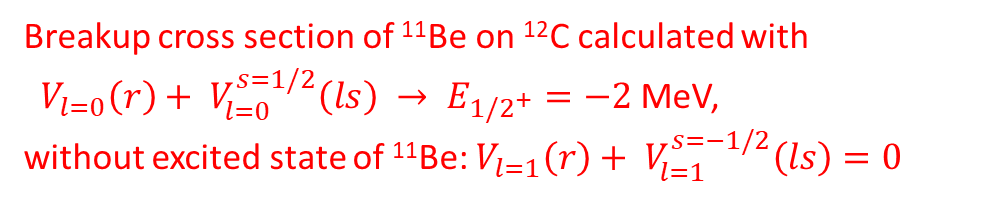 Breakup cross section of ¹¹Be on ¹²C calculated with
V_{l=0}(r) + V_{l=0}^{s=1/2}(ls) → E_{1/2⁺} = −2 MeV,
without excited state of ¹¹Be: V_{l=1}(r) + V_{l=1}^{s=−1/2}(ls) = 0